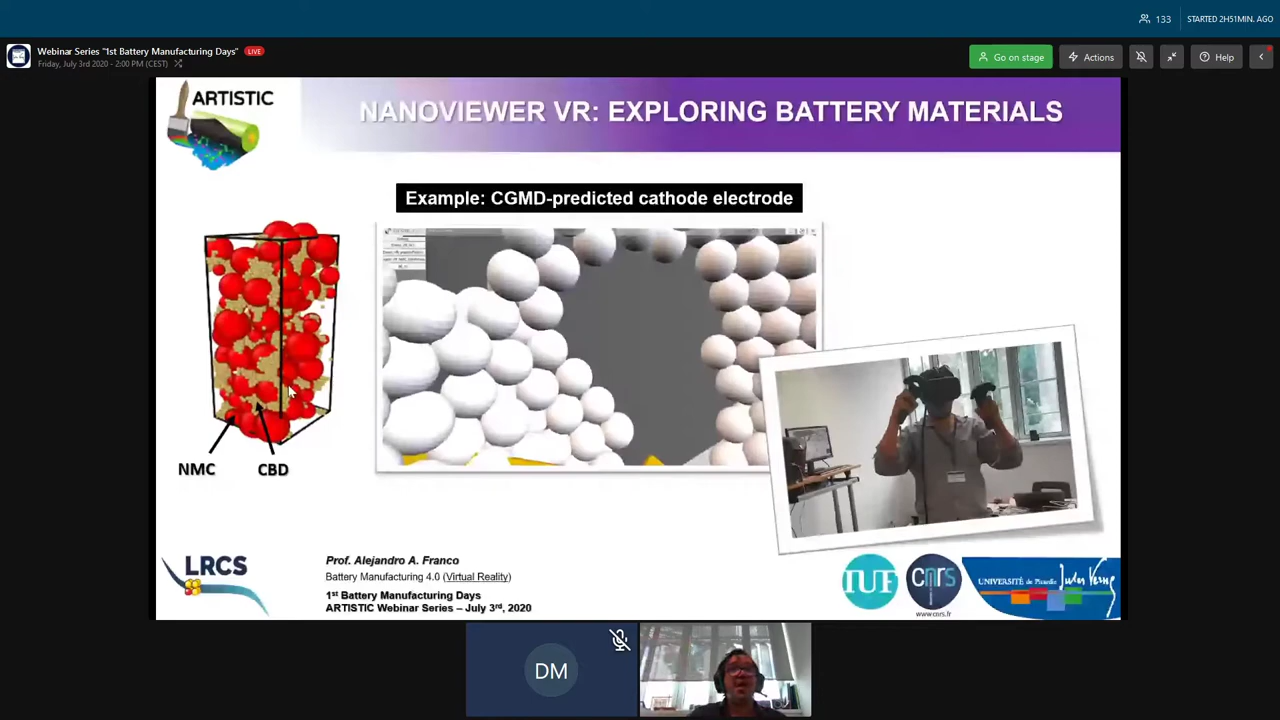 133
STARTED 2H51MIN. AGO
Webinar Series "1st Battery Manufacturing Days" LIVE
Friday, July 3rd 2020 - 2:00 PM (CEST)
Go on stage
Actions
Help
ARTISTIC
NANOVIEWER VR: EXPLORING BATTERY MATERIALS
Example: CGMD-predicted cathode electrode
NMC
CBD
LRCS
Prof. Alejandro A. Franco
Battery Manufacturing 4.0 (Virtual Reality)
1st Battery Manufacturing Days
ARTISTIC Webinar Series – July 3rd, 2020
IUF
cnrs
www.cnrs.fr
UNIVERSITÉ de Picardie Jules Verne
DM